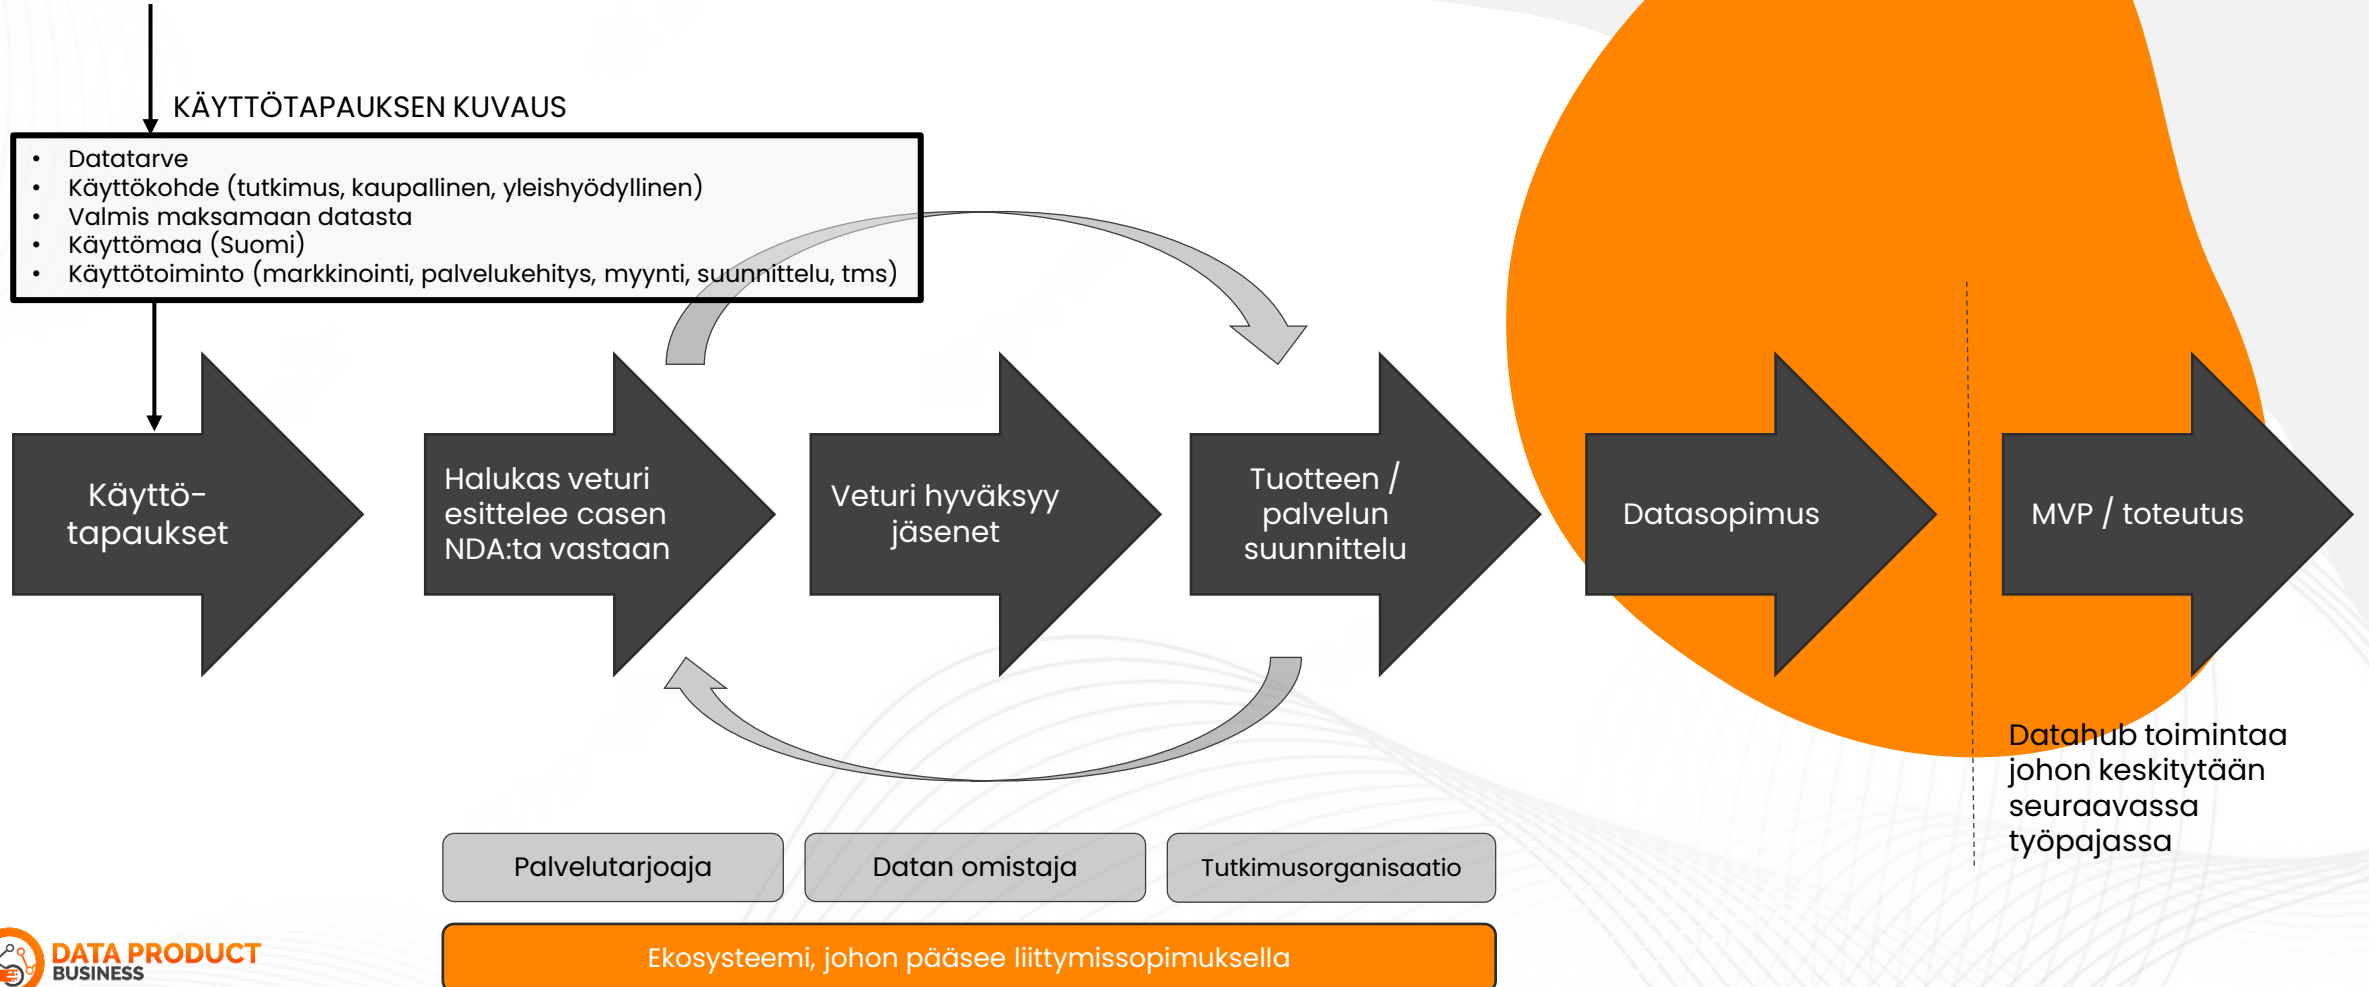 KÄYTTÖTAPAUKSEN KUVAUS
• Datatarve
• Käyttökohde (tutkimus, kaupallinen, yleishyödyllinen)
• Valmis maksamaan datasta
• Käyttömaa (Suomi)
• Käyttötoiminto (markkinointi, palvelukehitys, myynti, suunnittelu, tms)
Käyttö-
tapaukset
Halukas veturi
esittelee casen
NDA:ta vastaan
Veturi hyväksyy
jäsenet
Tuotteen /
palvelun
suunnittelu
Datasopimus
MVP / toteutus
Datahub toimintaa
johon keskitytään
seuraavassa
työpajassa
Palvelutarjoaja
Datan omistaja
Tutkimusorganisaatio
Ekosysteemi, johon pääsee liittymissopimuksella
DATA PRODUCT
BUSINESS